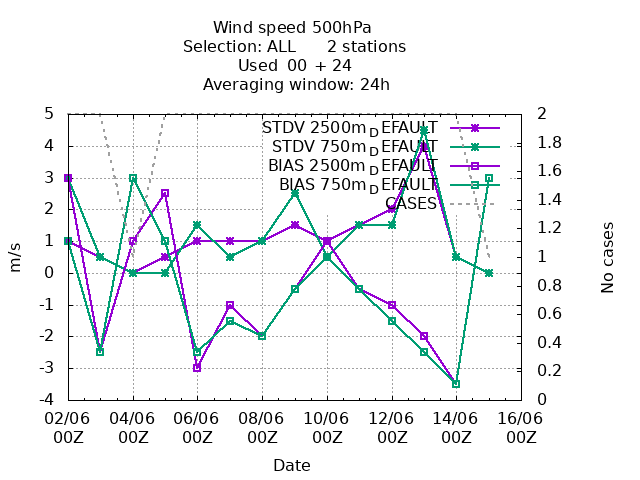 Wind speed 500hPa
Selection: ALL 2 stations
Used 00 + 24
Averaging window: 24h
STDV 2500m_DEFAULT
STDV 750m_DEFAULT
BIAS 2500m_DEFAULT
BIAS 750m_DEFAULT
CASES
5
4
3
2
1
0
-1
-2
-3
-4
m/s
2
1.8
1.6
1.4
1.2
1
0.8
0.6
0.4
0.2
0
No cases
02/06 04/06 06/06 08/06 10/06 12/06 14/06 16/06
00Z 00Z 00Z 00Z 00Z 00Z 00Z 00Z
Date